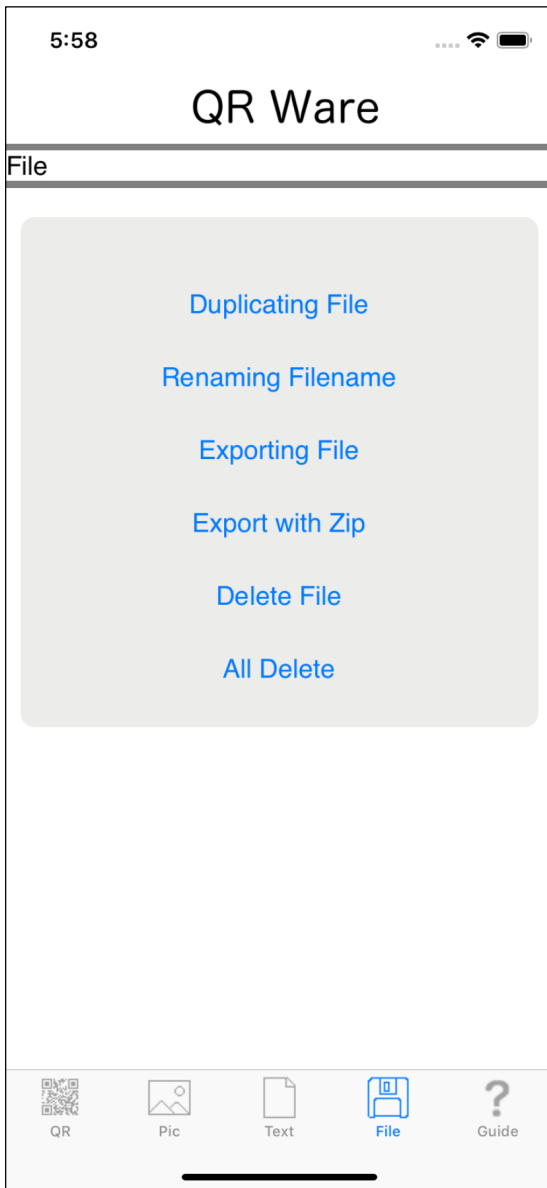 5:58
QR Ware
File
Duplicating File
Renaming Filename
Exporting File
Export with Zip
Delete File
All Delete
QR
Pic
Text
File
Guide